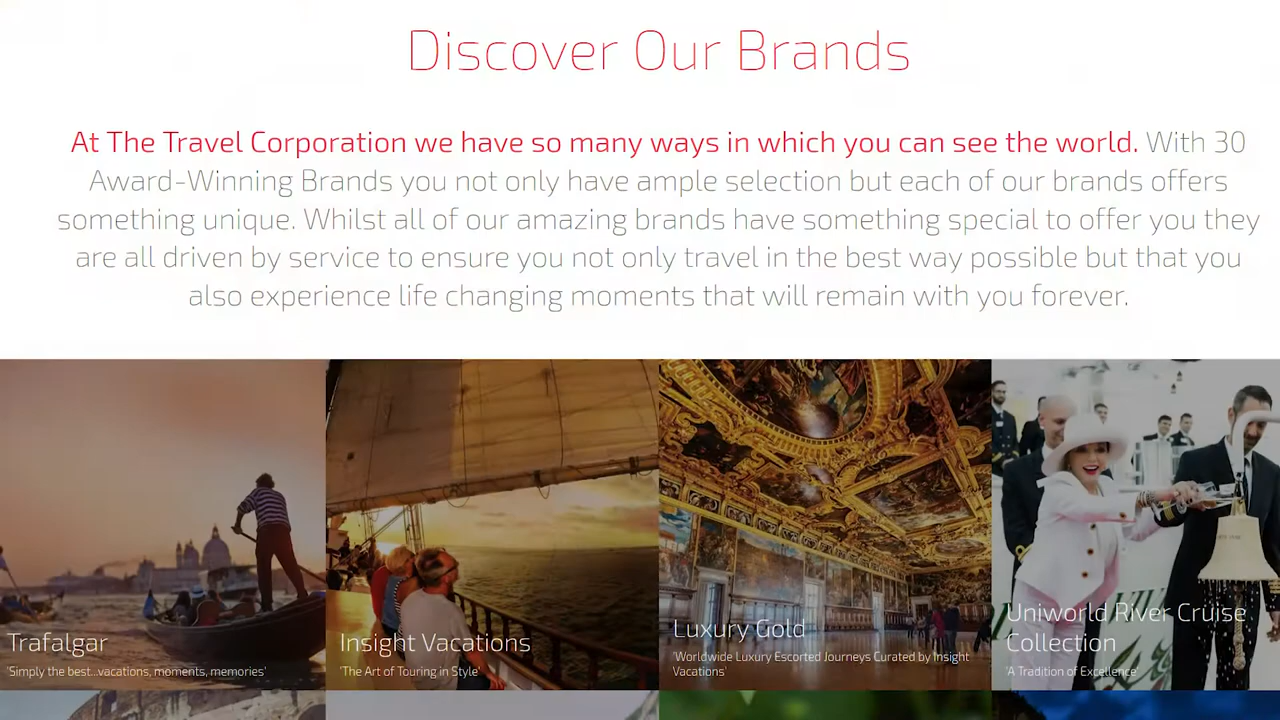 Discover Our Brands
At The Travel Corporation we have so many ways in which you can see the world. With 30
Award-Winning Brands you not only have ample selection but each of our brands offers
something unique. Whilst all of our amazing brands have something special to offer you they
are all driven by service to ensure you not only travel in the best way possible but that you
also experience life changing moments that will remain with you forever.
Trafalgar
'Simply the best...vacations, moments, memories'
Insight Vacations
'The Art of Touring in Style'
Luxury Gold
'Worldwide Luxury Escorted Journeys Curated by Insight
Vacations'
Uniworld River Cruise
Collection
'A Tradition of Excellence'